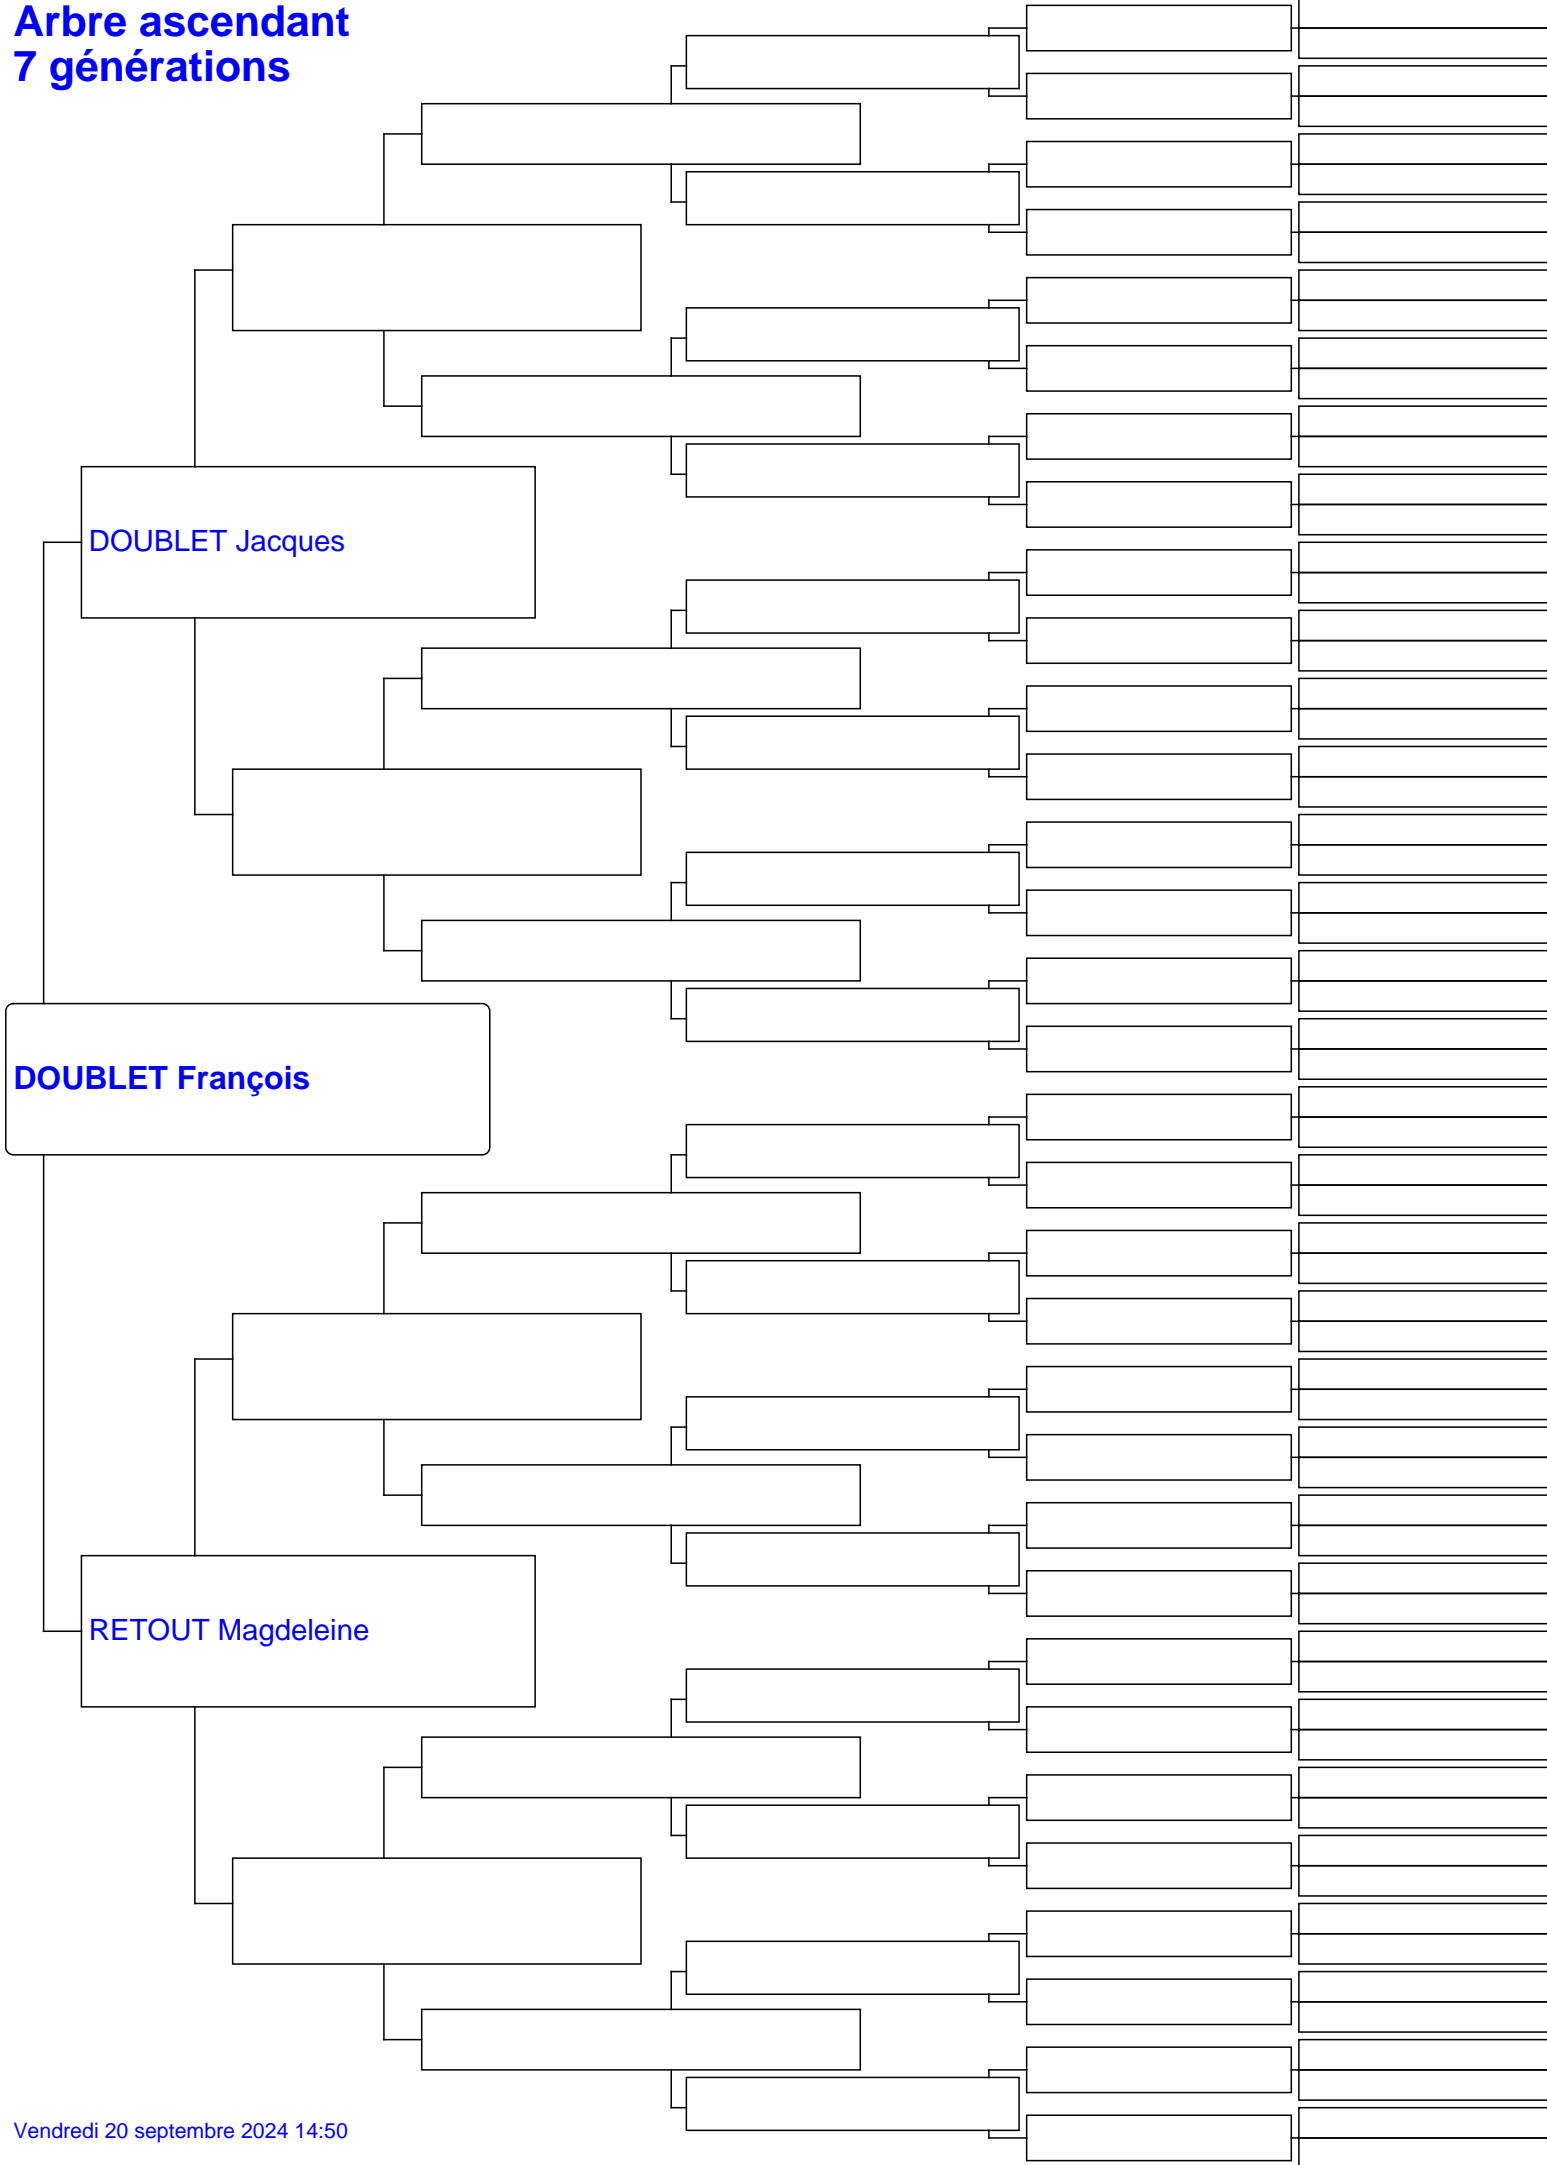 Arbre ascendant
7 générations
DOUBLET Jacques
DOUBLET François
RETOUT Magdeleine
Vendredi 20 septembre 2024 14:50